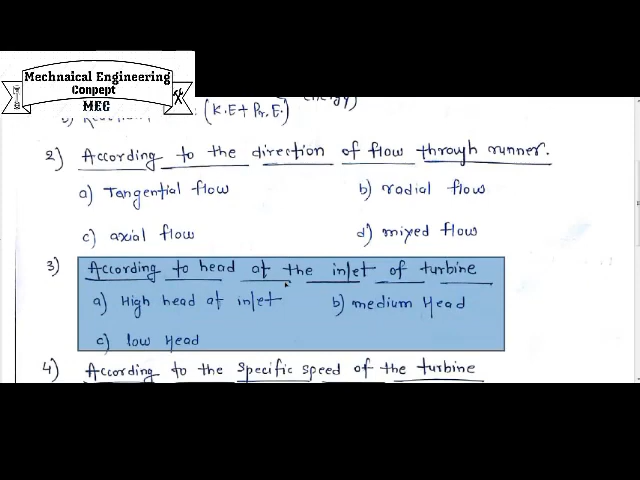 Mechnaical Engineering
Conpept
MEC
energy)
(K.E + Pr. E.)
2) According to the direction of flow through runner.
a) Tangential flow b) radial flow
c) axial flow d) mixed flow
3) According to head at the inlet of turbine
a) High head at inlet b) medium Head
c) low Head
4) According to the specific speed of the turbine